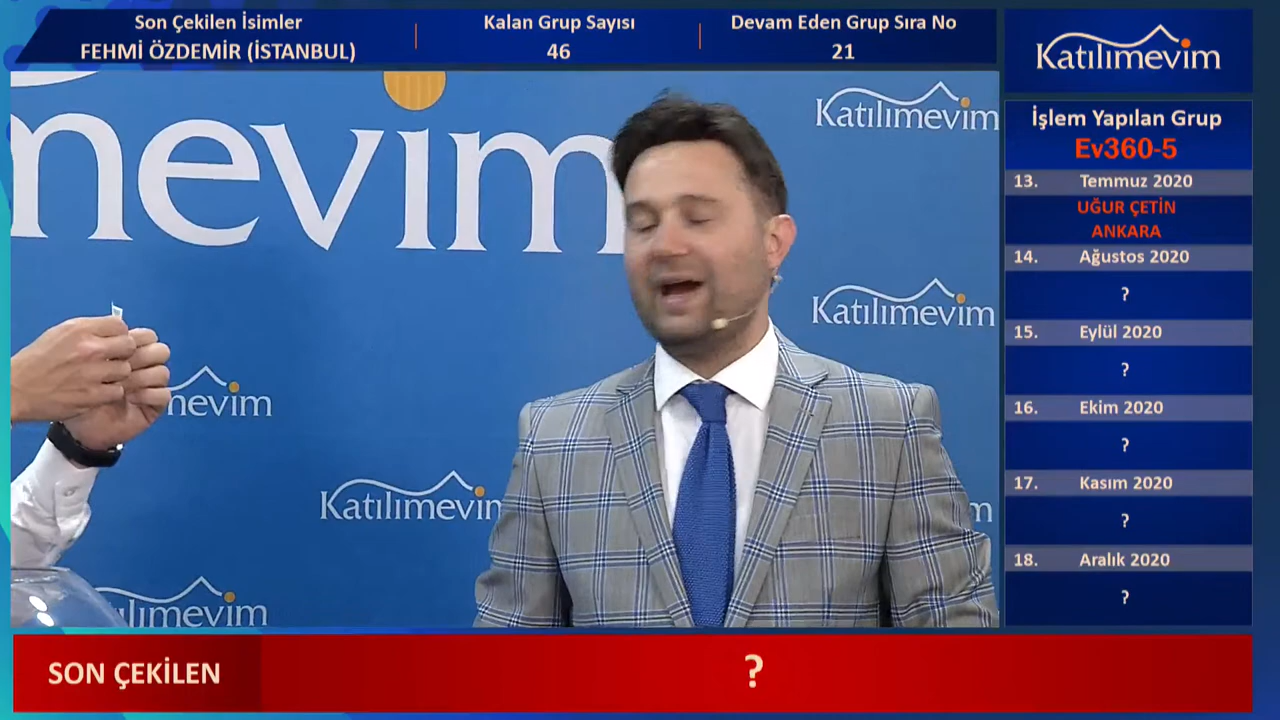 Son Çekilen İsimler
FEHMİ ÖZDEMİR (İSTANBUL)
Kalan Grup Sayısı
46
Devam Eden Grup Sıra No
21
Katılımevim
İşlem Yapılan Grup
Ev360-5
13. Temmuz 2020
UĞUR ÇETİN
ANKARA
14. Ağustos 2020
?
15. Eylül 2020
?
16. Ekim 2020
?
17. Kasım 2020
?
18. Aralık 2020
?
mevim
Katılımevim
Katılımevim
mevim
Katılımevim
m
ılımevim
SON ÇEKİLEN
?